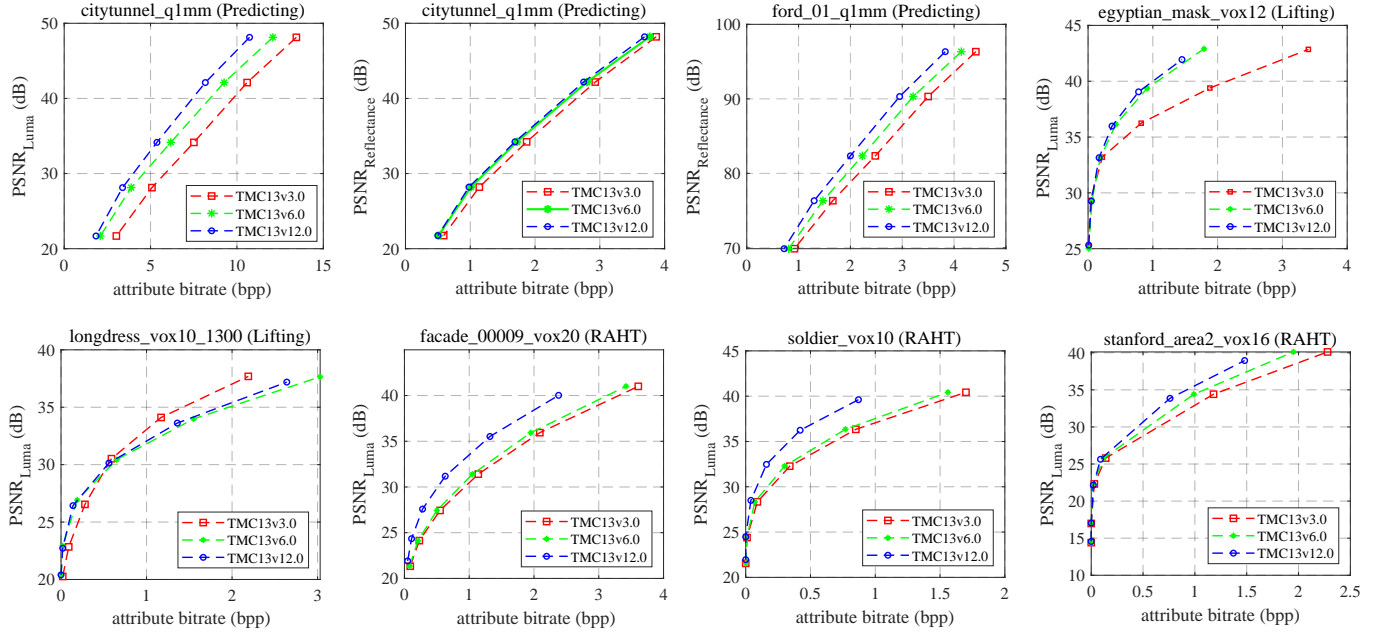 citytunnel_q1mm (Predicting)
PSNR_Luma (dB)
50
40
30
20
0
5
10
15
attribute bitrate (bpp)
TMC13v3.0
TMC13v6.0
TMC13v12.0
citytunnel_q1mm (Predicting)
PSNR_Reflectance (dB)
50
40
30
20
0
1
2
3
4
attribute bitrate (bpp)
TMC13v3.0
TMC13v6.0
TMC13v12.0
ford_01_q1mm (Predicting)
PSNR_Reflectance (dB)
100
90
80
70
0
1
2
3
4
5
attribute bitrate (bpp)
TMC13v3.0
TMC13v6.0
TMC13v12.0
egyptian_mask_vox12 (Lifting)
PSNR_Luma (dB)
45
40
35
30
25
0
1
2
3
4
attribute bitrate (bpp)
TMC13v3.0
TMC13v6.0
TMC13v12.0
longdress_vox10_1300 (Lifting)
PSNR_Luma (dB)
40
35
30
25
20
0
1
2
3
attribute bitrate (bpp)
TMC13v3.0
TMC13v6.0
TMC13v12.0
facade_00009_vox20 (RAHT)
PSNR_Luma (dB)
45
40
35
30
25
20
0
1
2
3
4
attribute bitrate (bpp)
TMC13v3.0
TMC13v6.0
TMC13v12.0
soldier_vox10 (RAHT)
PSNR_Luma (dB)
45
40
35
30
25
20
0
0.5
1
1.5
2
attribute bitrate (bpp)
TMC13v3.0
TMC13v6.0
TMC13v12.0
stanford_area2_vox16 (RAHT)
PSNR_Luma (dB)
40
35
30
25
20
15
10
0
0.5
1
1.5
2
2.5
attribute bitrate (bpp)
TMC13v3.0
TMC13v6.0
TMC13v12.0